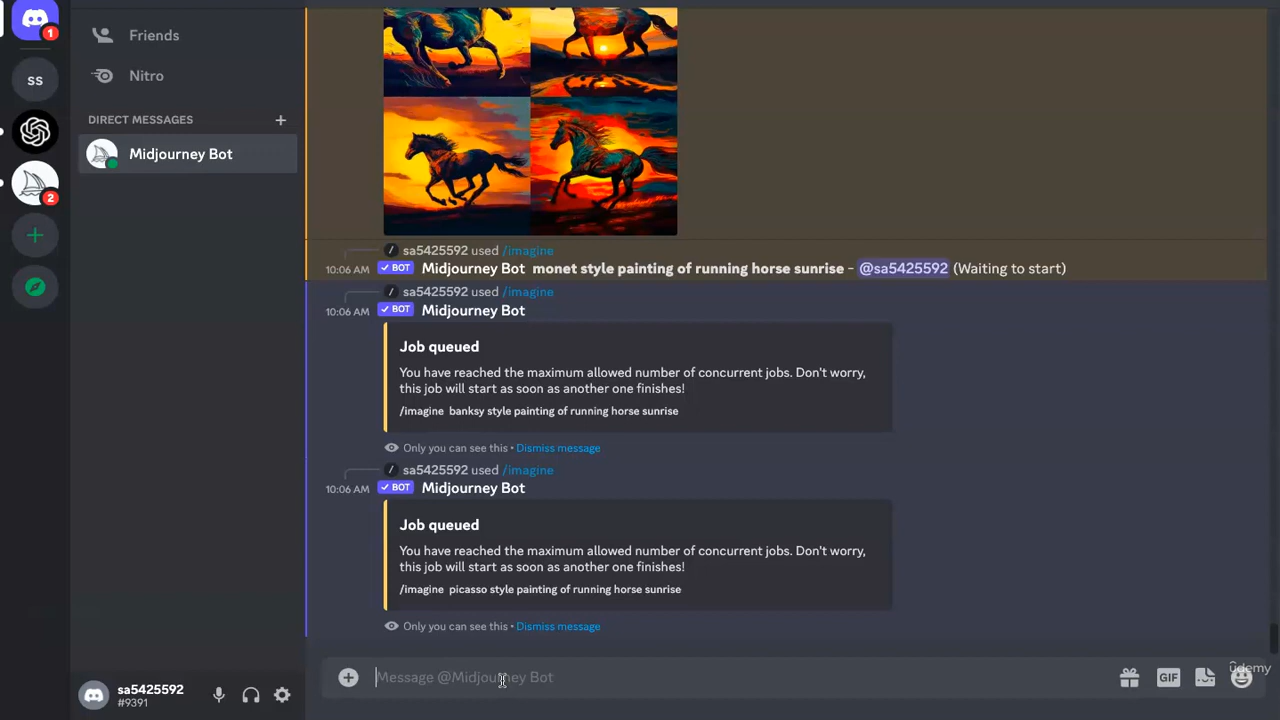 1
Friends
Nitro
SS
DIRECT MESSAGES
Midjourney Bot
2
sa5425592 used /imagine
10:06 AM BOT Midjourney Bot monet style painting of running horse sunrise - @sa5425592 (Waiting to start)
sa5425592 used /imagine
10:06 AM BOT Midjourney Bot
Job queued
You have reached the maximum allowed number of concurrent jobs. Don't worry,
this job will start as soon as another one finishes!
/imagine banksy style painting of running horse sunrise
Only you can see this • Dismiss message
sa5425592 used /imagine
10:06 AM BOT Midjourney Bot
Job queued
You have reached the maximum allowed number of concurrent jobs. Don't worry,
this job will start as soon as another one finishes!
/imagine picasso style painting of running horse sunrise
Only you can see this • Dismiss message
Message @Midjourney Bot
GIF
ûdemy
sa5425592
#9391